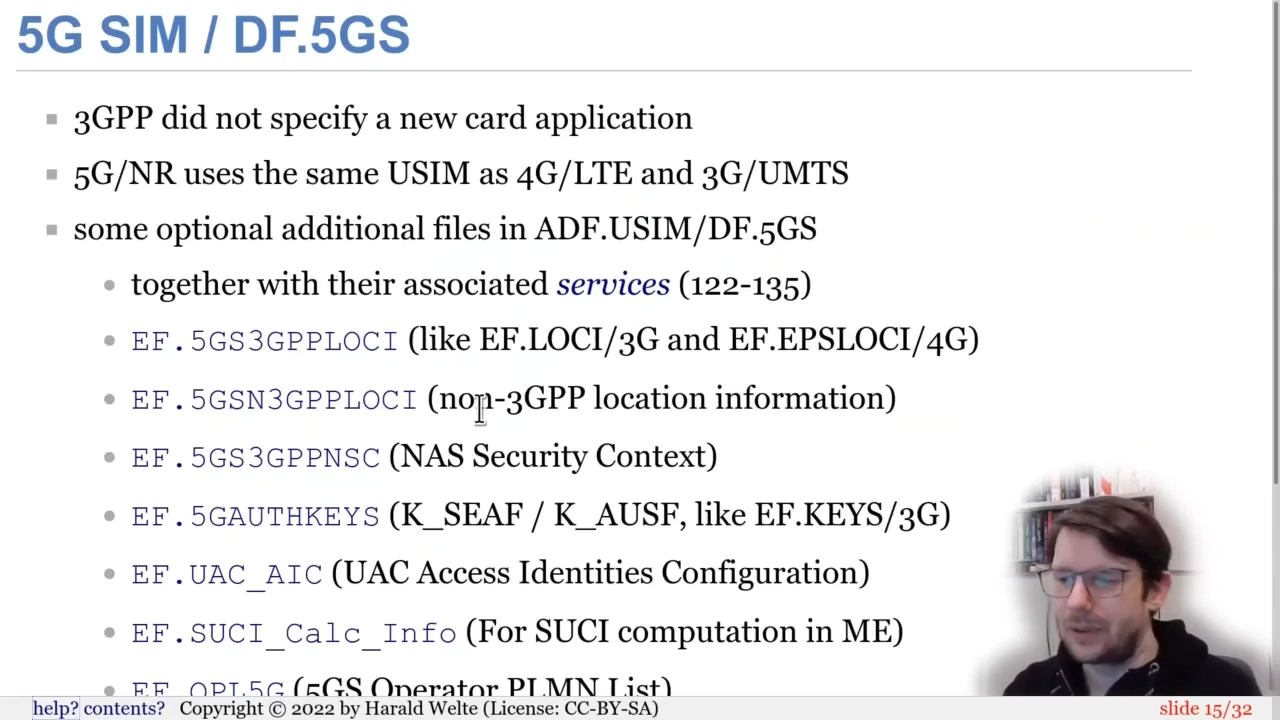 5G SIM / DF.5GS
3GPP did not specify a new card application
5G/NR uses the same USIM as 4G/LTE and 3G/UMTS
some optional additional files in ADF.USIM/DF.5GS
together with their associated services (122-135)
EF.5GS3GPPLOCI (like EF.LOCI/3G and EF.EPSLOCI/4G)
EF.5GSN3GPPLOCI (non-3GPP location information)
EF.5GS3GPPNSC (NAS Security Context)
EF.5GAUTHKEYS (K_SEAF / K_AUSF, like EF.KEYS/3G)
EF.UAC_AIC (UAC Access Identities Configuration)
EF.SUCI_Calc_Info (For SUCI computation in ME)
EF.OPL5G (5GS Operator PLMN List)
help? contents? Copyright © 2022 by Harald Welte (License: CC-BY-SA) slide 15/32